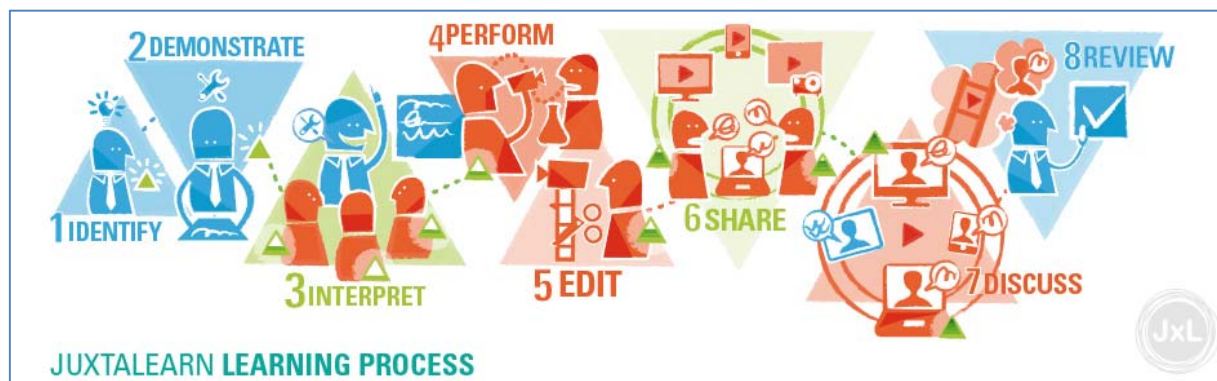 1 IDENTIFY
2 DEMONSTRATE
3 INTERPRET
4 PERFORM
5 EDIT
6 SHARE
7 DISCUSS
8 REVIEW
JUXTALEARN LEARNING PROCESS
JxL